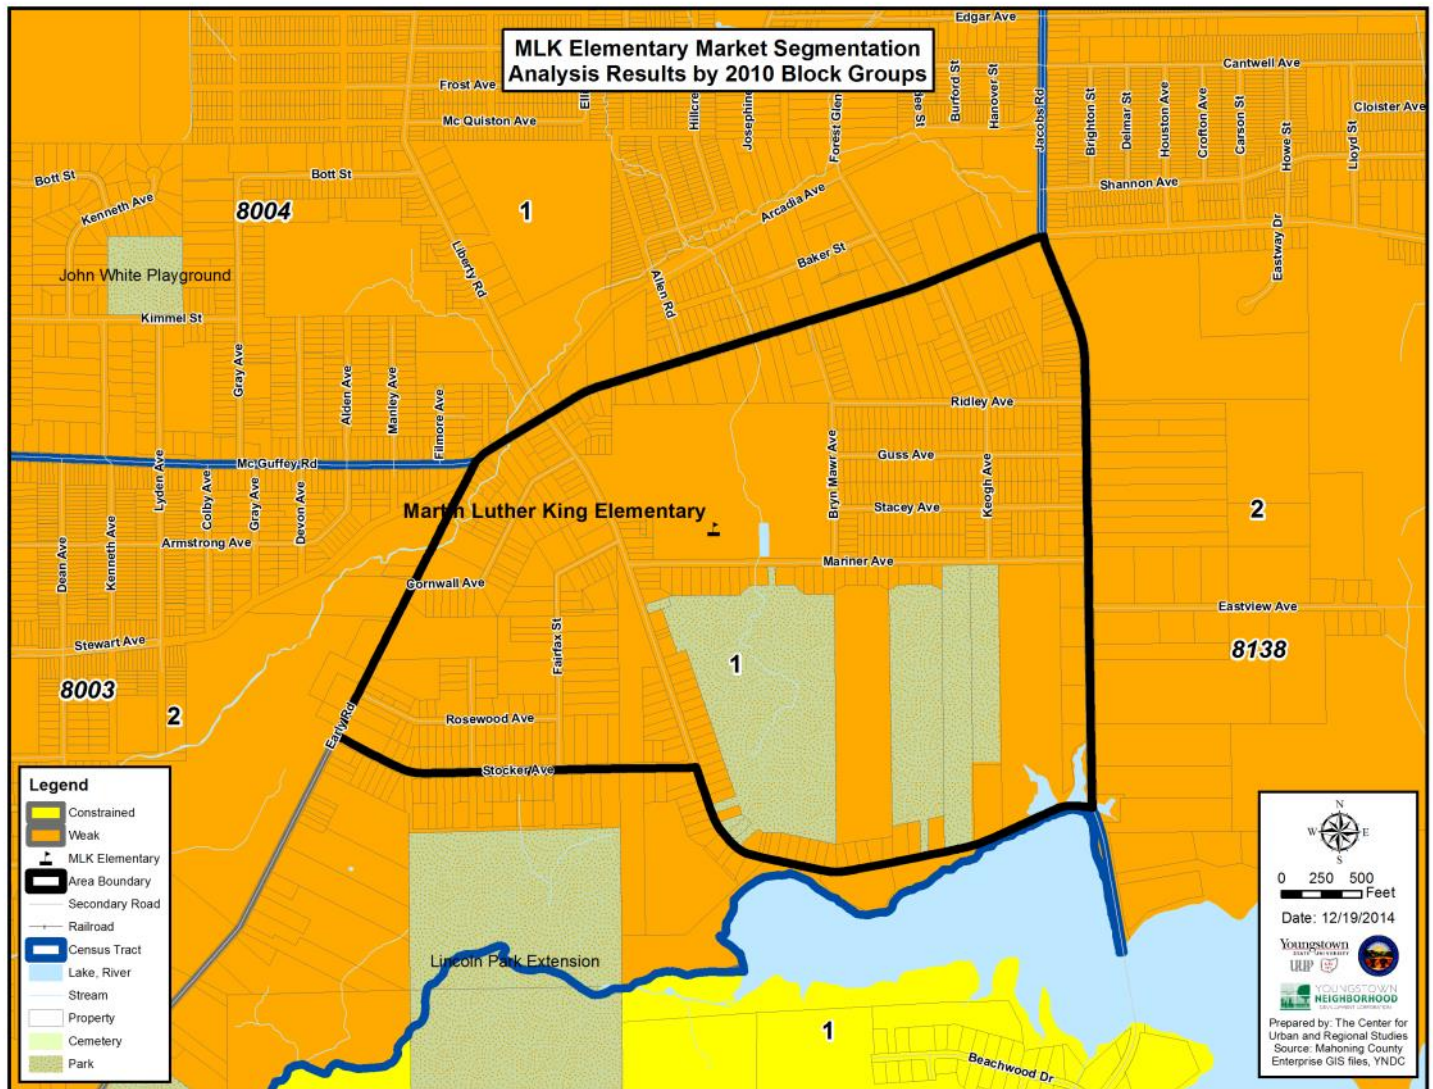 MLK Elementary Market Segmentation
Analysis Results by 2010 Block Groups
Edgar Ave
Cantwell Ave
Cloister Ave
Frost Ave
Mc Quiston Ave
Hillcre
Josephine
Forest Glen
Burford St
Hanover St
Jacobs Rd
Brighton St
Delmar St
Houston Ave
Crofton Ave
Carson St
Howe St
Lloyd St
Shannon Ave
Bott St
Bott St
Kenneth Ave
8004
1
Arcadia Ave
Baker St
Eastway Dr
Liberty Rd
Allen Rd
John White Playground
Kimmel St
Gray Ave
Alden Ave
Manley Ave
Filmore Ave
Ridley Ave
Mc Guffey Rd
Bryn Mawr Ave
Guss Ave
Keogh Ave
Stacey Ave
Lyden Ave
Colby Ave
Gray Ave
Devon Ave
Martin Luther King Elementary
2
Dean Ave
Kenneth Ave
Armstrong Ave
Mariner Ave
Cornwall Ave
Eastview Ave
Stewart Ave
Fairfax St
8138
1
8003
2
Early Rd
Rosewood Ave
Stocker Ave
Lincoln Park Extension
1
Beachwood Dr
Legend
Constrained
Weak
MLK Elementary
Area Boundary
Secondary Road
Railroad
Census Tract
Lake, River
Stream
Property
Cemetery
Park
N
W E
S
0 250 500
Feet
Date: 12/19/2014
Youngstown
STATE UNIVERSITY
YOUNGSTOWN
NEIGHBORHOOD
DEVELOPMENT CORPORATION
Prepared by: The Center for
Urban and Regional Studies
Source: Mahoning County
Enterprise GIS files, YNDC